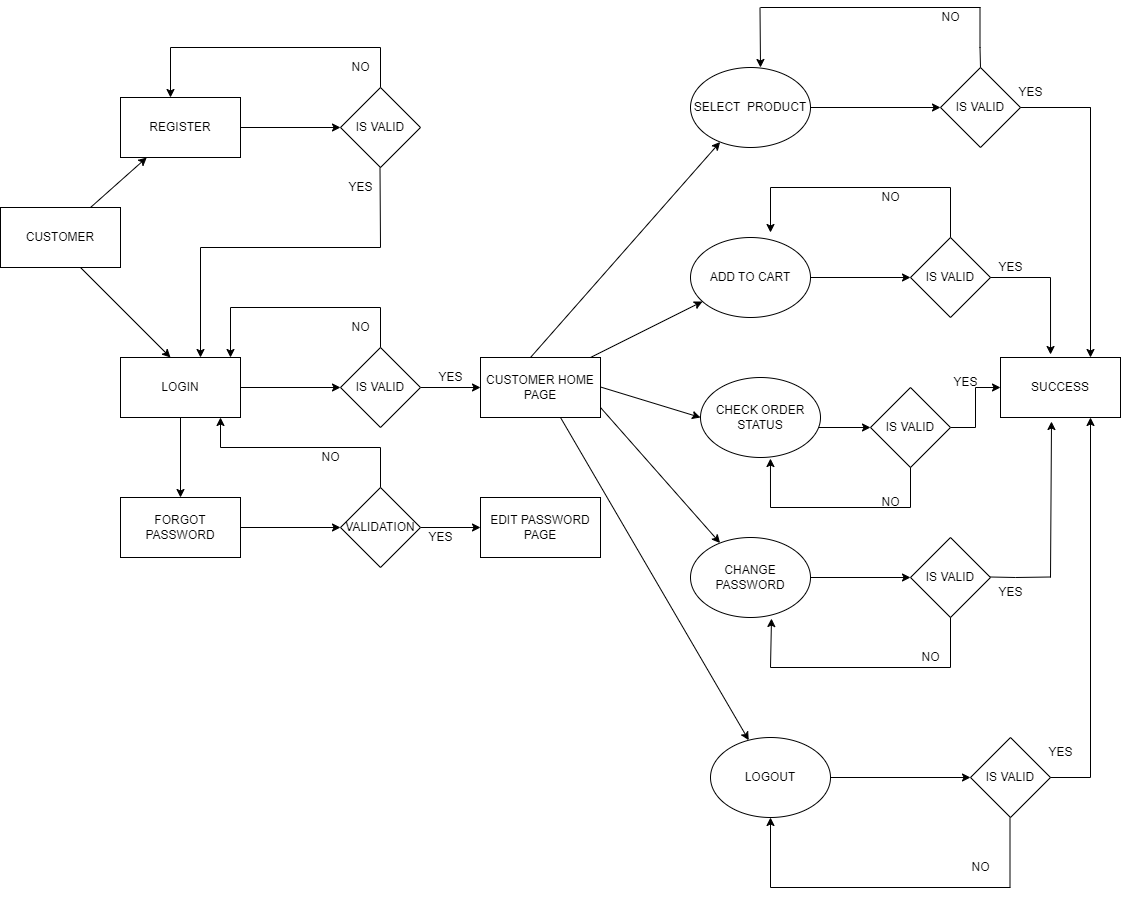 NO
YES
SELECT  PRODUCT
IS VALID
NO
REGISTER
IS VALID
YES
NO
CUSTOMER
ADD TO CART
IS VALID
YES
NO
LOGIN
IS VALID
YES
CUSTOMER HOME
PAGE
CHECK ORDER
STATUS
IS VALID
YES
SUCCESS
NO
NO
FORGOT
PASSWORD
VALIDATION
YES
EDIT PASSWORD
PAGE
CHANGE
PASSWORD
IS VALID
YES
NO
LOGOUT
IS VALID
YES
NO